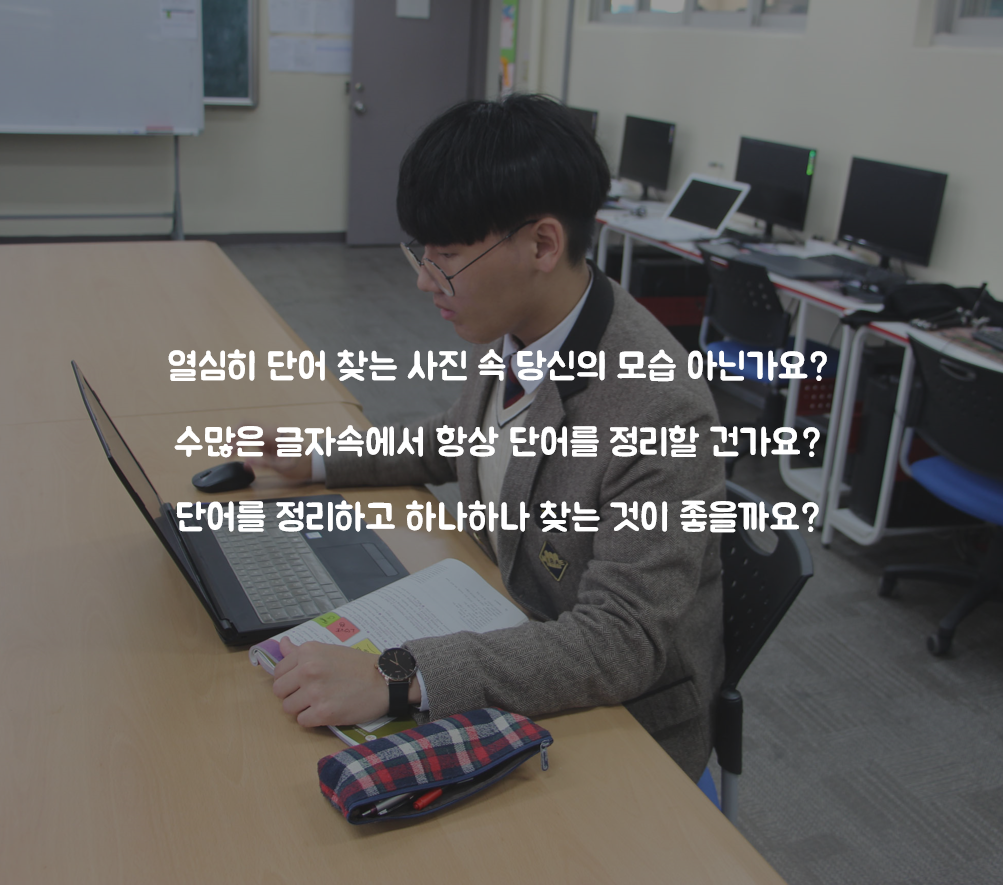 열심히 단어 찾는 사진 속 당신의 모습 아닌가요?
수많은 글자속에서 항상 단어를 정리할 건가요?
단어를 정리하고 하나하나 찾는 것이 좋을까요?